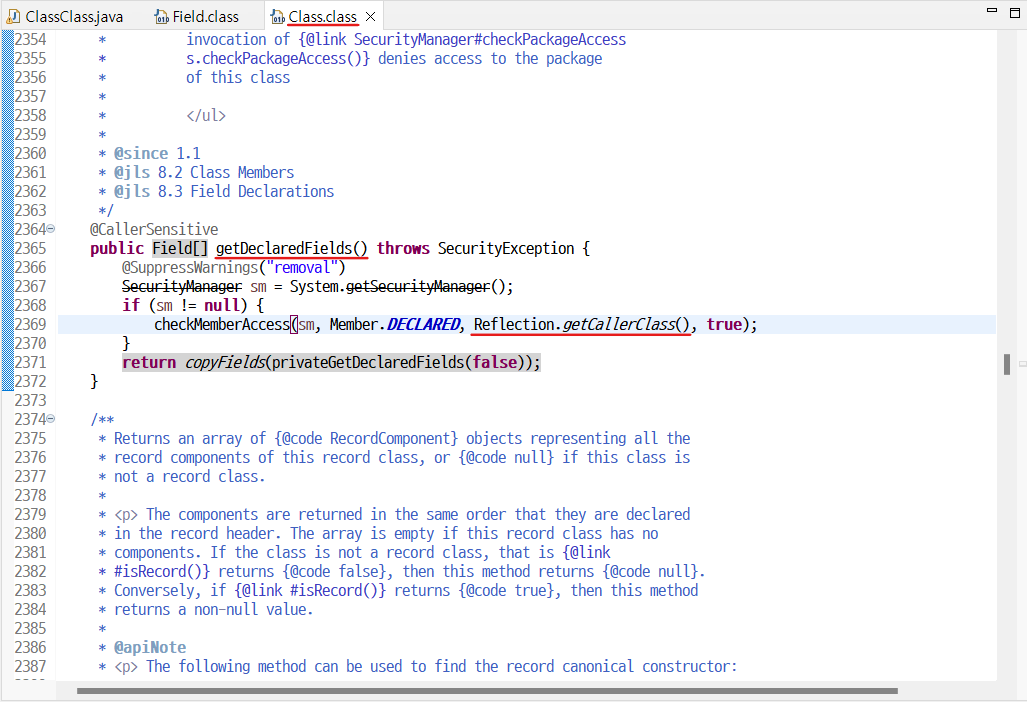 ClassClass.java Field.class Class.class
2354 * invocation of {@link SecurityManager#checkPackageAccess
2355 * s.checkPackageAccess()} denies access to the package
2356 * of this class
2357 *
2358 * </ul>
2359 *
2360 * @since 1.1
2361 * @jls 8.2 Class Members
2362 * @jls 8.3 Field Declarations
2363 */
2364 @CallerSensitive
2365 public Field[] getDeclaredFields() throws SecurityException {
2366 @SuppressWarnings("removal")
2367 SecurityManager sm = System.getSecurityManager();
2368 if (sm != null) {
2369 checkMemberAccess(sm, Member.DECLARED, Reflection.getCallerClass(), true);
2370 }
2371 return copyFields(privateGetDeclaredFields(false));
2372 }
2373
2374 /**
2375 * Returns an array of {@code RecordComponent} objects representing all the
2376 * record components of this record class, or {@code null} if this class is
2377 * not a record class.
2378 *
2379 * <p> The components are returned in the same order that they are declared
2380 * in the record header. The array is empty if this record class has no
2381 * components. If the class is not a record class, that is {@link
2382 * #isRecord()} returns {@code false}, then this method returns {@code null}.
2383 * Conversely, if {@link #isRecord()} returns {@code true}, then this method
2384 * returns a non-null value.
2385 *
2386 * @apiNote
2387 * <p> The following method can be used to find the record canonical constructor: